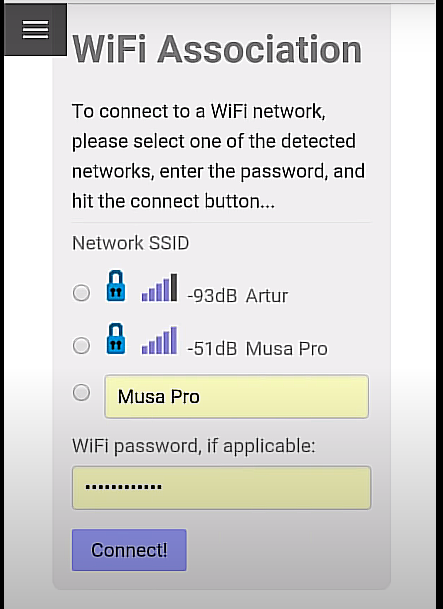 WiFi Association
To connect to a WiFi network,
please select one of the detected
networks, enter the password, and
hit the connect button...
Network SSID
-93dB Artur
-51dB Musa Pro
Musa Pro
WiFi password, if applicable:
••••••••••••
Connect!